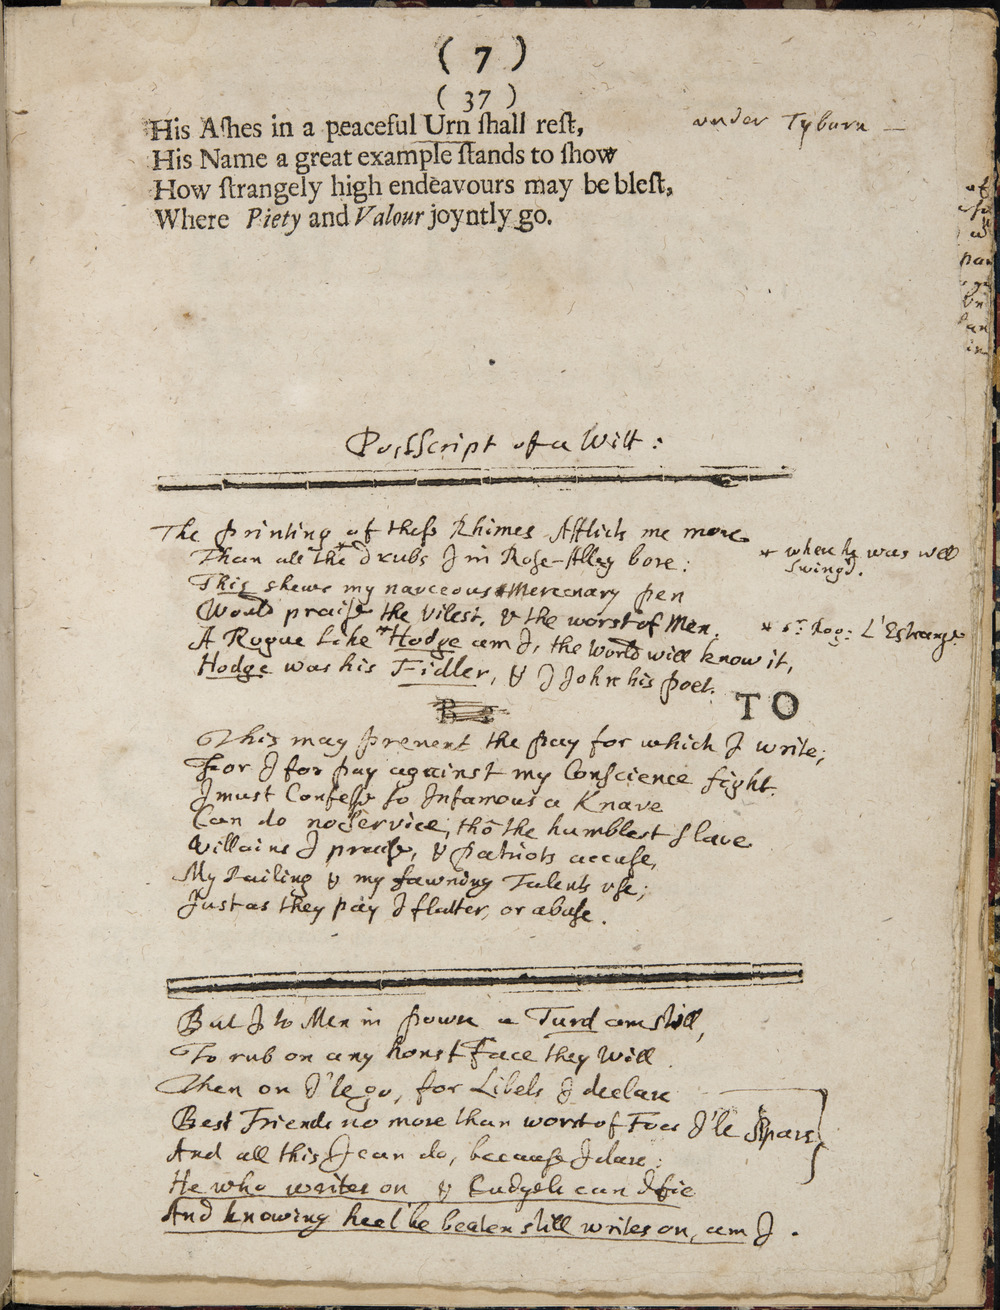 ( 7 )
( 37 )
His Aſhes in a peaceful Urn ſhall reſt,
under Tyburn —
His Name a great example ſtands to ſhow
How ſtrangely high endeavours may be bleſt,
Where Piety and Valour joyntly go.
PosſScript of a Witt :
The printing of theſe Rhimes Afflicts me more
Than all the * drubs I in Roſe-Alley bore :
* when he was well
Swing'd.
This shews my nauceous Mercenary pen
Would praiſe the vilest, & the worst of Men.
A Rogue like * Hodge am I, the World will know it,
* Sr. Rog: L'Estrange
Hodge was his Fidler, & I John his poet.
TO
This may prevent the pay for which I write;
For I for pay against my Conſcience fight.
I must Confeſs so Infamous a Knave
Can do no Service, thô the humblest slave
Villains I praiſe, & patriots accuſe,
My Railing & my fawning Talents uſe;
Just as they pay I flatter, or abuſe.
But I to Men in power a Turd am still,
To rub on any honst Face they Will
Then on I'le go, for Libels I declare
Best Friends no more than worst of Foes I'le Spare,
And all this I can do, because I dare;
He who writes on & Cudgels can defie
And knowing heel be beaten still writes on, am I .
of
a
be
in